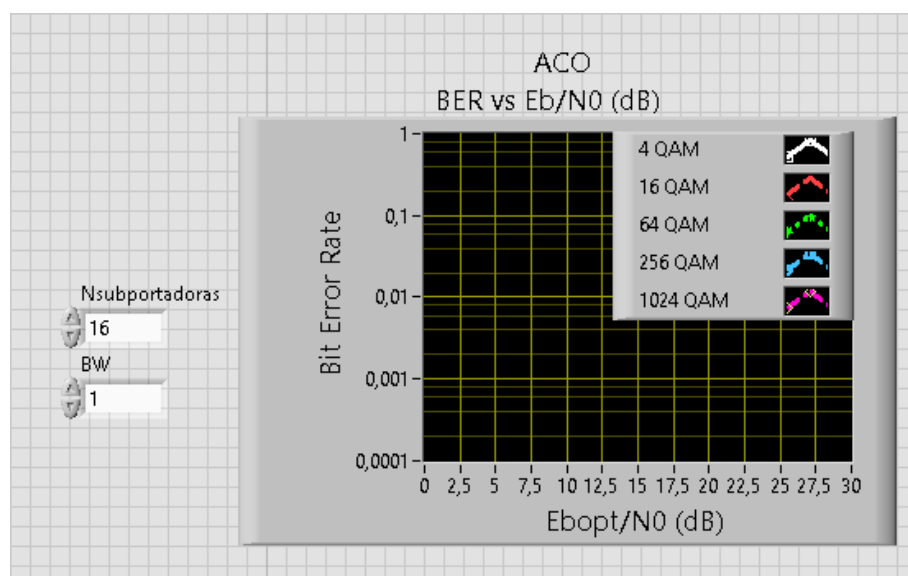 ACO
BER vs Eb/N0 (dB)
Nsubportadoras
16
BW
1
Bit Error Rate
1
0,1
0,01
0,001
0,0001
4 QAM
16 QAM
64 QAM
256 QAM
1024 QAM
0 2,5 5 7,5 10 12,5 15 17,5 20 22,5 25 27,5 30
Ebopt/N0 (dB)